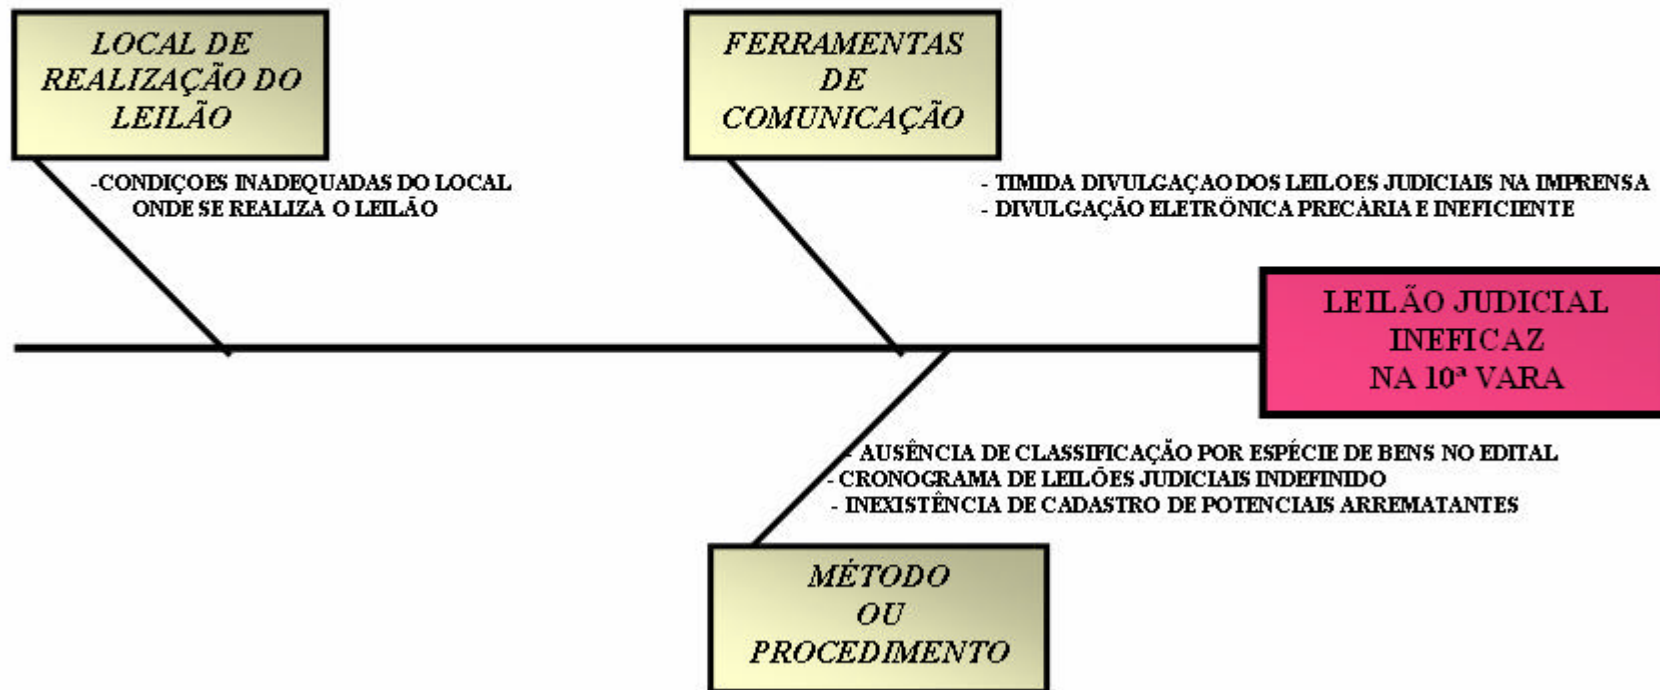 LOCAL DE
REALIZAÇÃO DO
LEILÃO
FERRAMENTAS
DE
COMUNICAÇÃO
-CONDIÇOES INADEQUADAS DO LOCAL
ONDE SE REALIZA O LEILÃO
- TIMIDA DIVULGAÇAO DOS LEILOES JUDICIAIS NA IMPRENSA
- DIVULGAÇÃO ELETRÔNICA PRECÁRIA E INEFICIENTE
LEILÃO JUDICIAL
INEFICAZ
NA 10ª VARA
- AUSÊNCIA DE CLASSIFICAÇÃO POR ESPÉCIE DE BENS NO EDITAL
- CRONOGRAMA DE LEILÕES JUDICIAIS INDEFINIDO
- INEXISTÊNCIA DE CADASTRO DE POTENCIAIS ARREMATANTES
MÉTODO
OU
PROCEDIMENTO